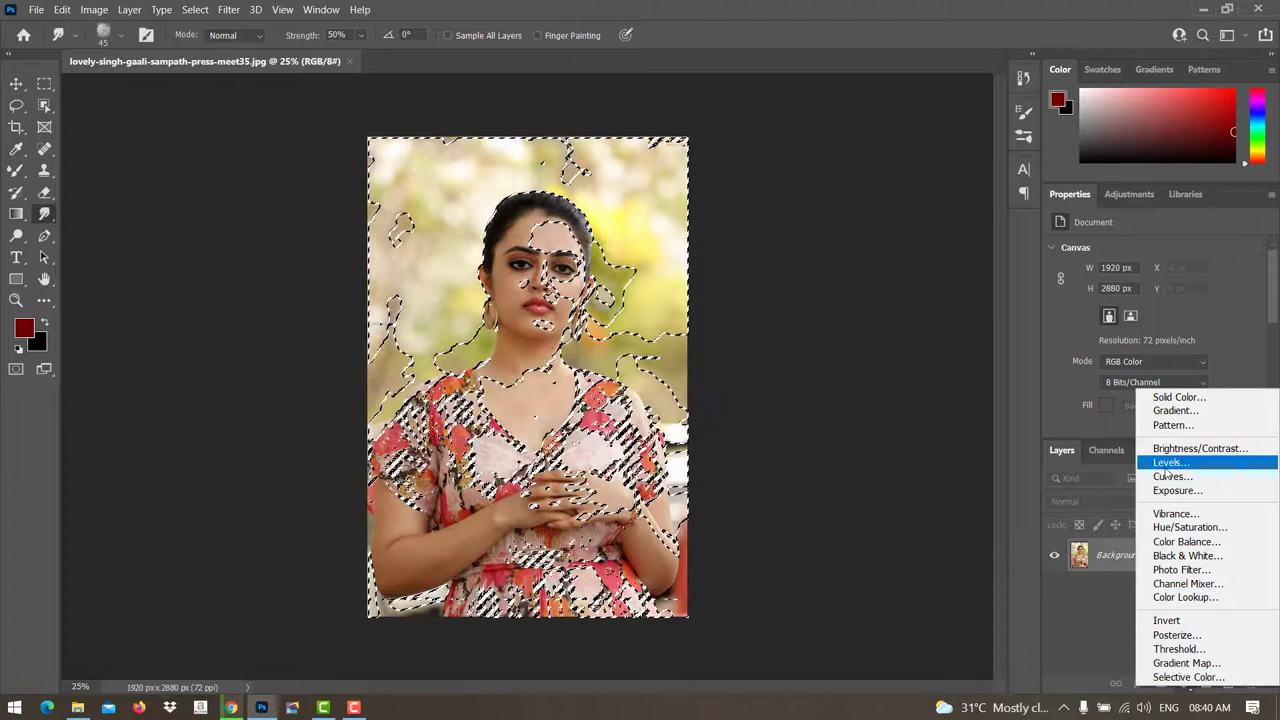 Ps File Edit Image Layer Type Select Filter 3D View Window Help
45 Mode: Normal Strength: 50% 0° Sample All Layers Finger Painting
lovely-singh-gaali-sampath-press-meet35.jpg @ 25% (RGB/8#)
Color Swatches Gradients Patterns
Properties Adjustments Libraries
Document
Canvas
W 1920 px X
H 2880 px Y
Resolution: 72 pixels/inch
Mode RGB Color
8 Bits/Channel
Fill
Solid Color...
Gradient...
Pattern...
Brightness/Contrast...
Levels...
Curves...
Exposure...
Vibrance...
Hue/Saturation...
Color Balance...
Black & White...
Photo Filter...
Channel Mixer...
Color Lookup...
Invert
Posterize...
Threshold...
Gradient Map...
Selective Color...
Layers Channels
Kind
Normal
Lock:
25% 1920 px x 2880 px (72 ppi)
31°C Mostly cl... ENG 08:40 AM